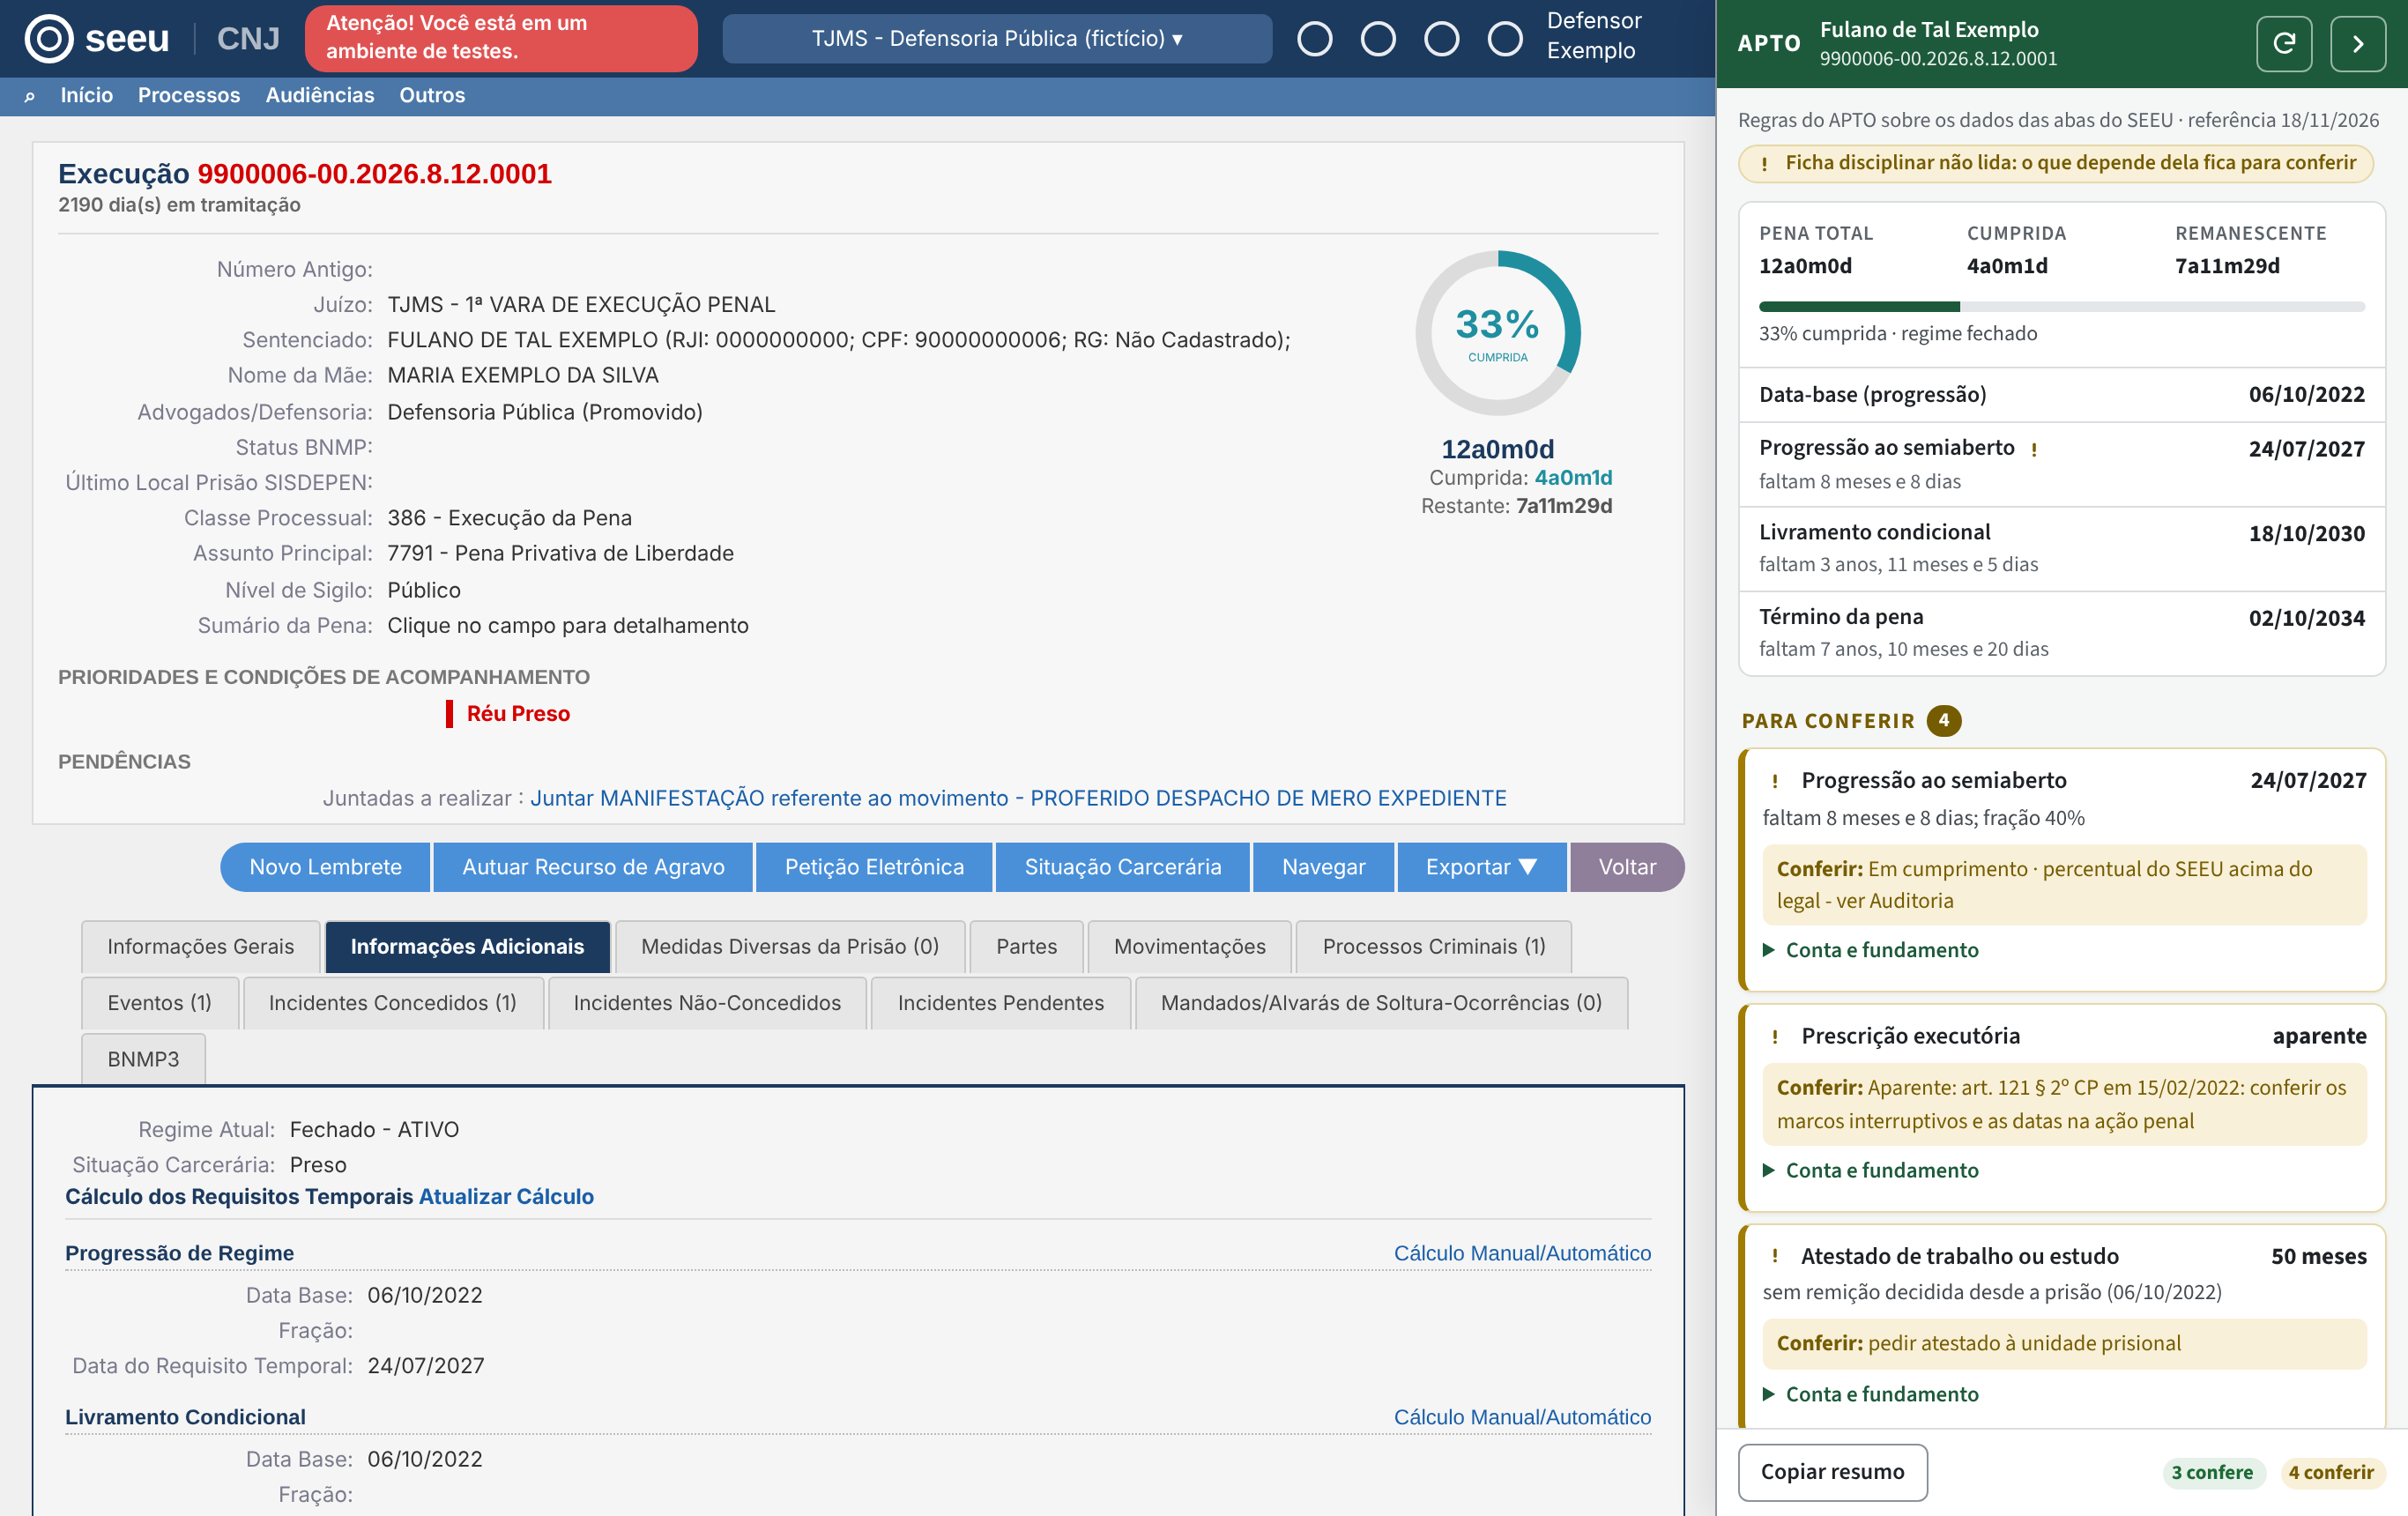 seeu CNJ
Atenção! Você está em um
ambiente de testes.
TJMS - Defensoria Pública (fictício) ▾
Defensor
Exemplo
Início Processos Audiências Outros
Execução 9900006-00.2026.8.12.0001
2190 dia(s) em tramitação
Número Antigo:
Juízo: TJMS - 1ª VARA DE EXECUÇÃO PENAL
Sentenciado: FULANO DE TAL EXEMPLO (RJI: 0000000000; CPF: 90000000006; RG: Não Cadastrado);
Nome da Mãe: MARIA EXEMPLO DA SILVA
Advogados/Defensoria: Defensoria Pública (Promovido)
Status BNMP:
Último Local Prisão SISDEPEN:
Classe Processual: 386 - Execução da Pena
Assunto Principal: 7791 - Pena Privativa de Liberdade
Nível de Sigilo: Público
Sumário da Pena: Clique no campo para detalhamento
33%
CUMPRIDA
12a0m0d
Cumprida: 4a0m1d
Restante: 7a11m29d
PRIORIDADES E CONDIÇÕES DE ACOMPANHAMENTO
Réu Preso
PENDÊNCIAS
Juntadas a realizar : Juntar MANIFESTAÇÃO referente ao movimento - PROFERIDO DESPACHO DE MERO EXPEDIENTE
Novo Lembrete Autuar Recurso de Agravo Petição Eletrônica Situação Carcerária Navegar Exportar ▼ Voltar
Informações Gerais Informações Adicionais Medidas Diversas da Prisão (0) Partes Movimentações Processos Criminais (1)
Eventos (1) Incidentes Concedidos (1) Incidentes Não-Concedidos Incidentes Pendentes Mandados/Alvarás de Soltura-Ocorrências (0)
BNMP3
Regime Atual: Fechado - ATIVO
Situação Carcerária: Preso
Cálculo dos Requisitos Temporais Atualizar Cálculo
Progressão de Regime Cálculo Manual/Automático
Data Base: 06/10/2022
Fração:
Data do Requisito Temporal: 24/07/2027
Livramento Condicional Cálculo Manual/Automático
Data Base: 06/10/2022
Fração:
APTO
Fulano de Tal Exemplo
9900006-00.2026.8.12.0001
Regras do APTO sobre os dados das abas do SEEU · referência 18/11/2026
! Ficha disciplinar não lida: o que depende dela fica para conferir
PENA TOTAL CUMPRIDA REMANESCENTE
12a0m0d 4a0m1d 7a11m29d
33% cumprida · regime fechado
Data-base (progressão) 06/10/2022
Progressão ao semiaberto ! 24/07/2027
faltam 8 meses e 8 dias
Livramento condicional 18/10/2030
faltam 3 anos, 11 meses e 5 dias
Término da pena 02/10/2034
faltam 7 anos, 10 meses e 20 dias
PARA CONFERIR 4
! Progressão ao semiaberto 24/07/2027
faltam 8 meses e 8 dias; fração 40%
Conferir: Em cumprimento · percentual do SEEU acima do
legal - ver Auditoria
▶ Conta e fundamento
! Prescrição executória aparente
Conferir: Aparente: art. 121 § 2º CP em 15/02/2022: conferir os
marcos interruptivos e as datas na ação penal
▶ Conta e fundamento
! Atestado de trabalho ou estudo 50 meses
sem remição decidida desde a prisão (06/10/2022)
Conferir: pedir atestado à unidade prisional
▶ Conta e fundamento
Copiar resumo 3 confere 4 conferir